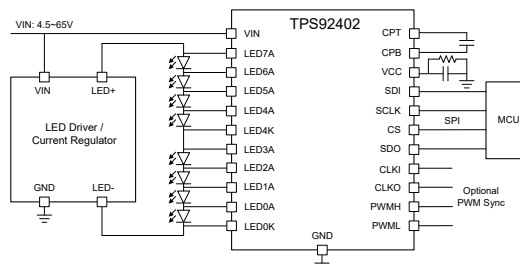 VIN: 4.5~65V
TPS92402
VIN
LED7A
LED6A
LED5A
LED4A
LED4K
LED3A
LED2A
LED1A
LED0A
LED0K
GND
CPT
CPB
VCC
SDI
SCLK
CS
SDO
CLKI
CLKO
PWMH
PWML
VIN
LED+
LED Driver /
Current Regulator
GND
LED-
SPI
MCU
Optional
PWM Sync